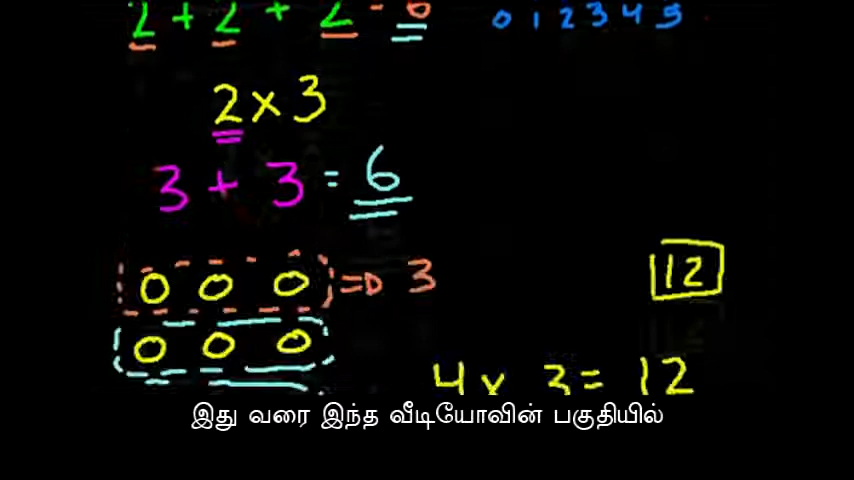 2 + 2 + 2 = 6
0 1 2 3 4 5
2 x 3
3 + 3 = 6
0 0 0 => 3
12
0 0 0
4 x 3 = 12
இது வரை இந்த வீடியோவின் பகுதியில்